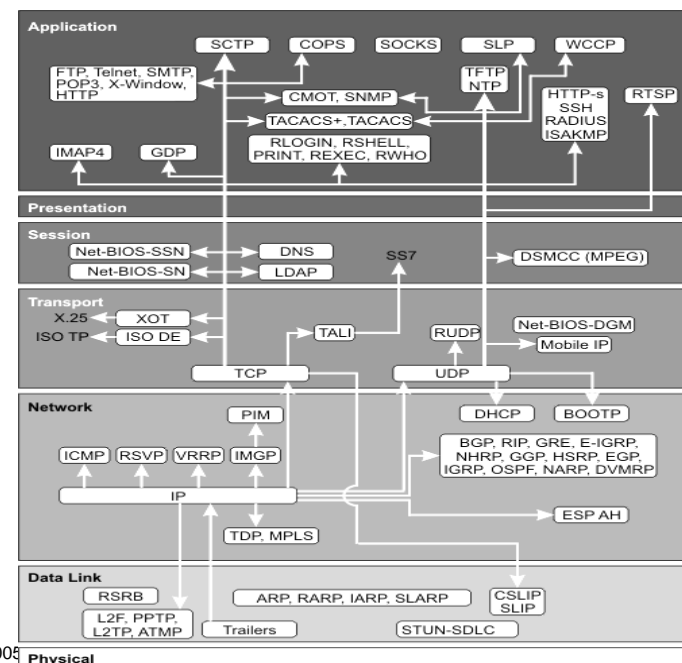 Application
SCTP
COPS
SOCKS
SLP
WCCP
FTP, Telnet, SMTP,
POP3, X-Window,
HTTP
TFTP
NTP
CMOT, SNMP
TACACS+,TACACS
HTTP-s
SSH
RADIUS
ISAKMP
RTSP
IMAP4
GDP
RLOGIN, RSHELL,
PRINT, REXEC, RWHO
Presentation
Session
Net-BIOS-SSN
DNS
SS7
DSMCC (MPEG)
Net-BIOS-SN
LDAP
Transport
X.25
XOT
ISO TP
ISO DE
TALI
RUDP
Net-BIOS-DGM
Mobile IP
TCP
UDP
Network
PIM
DHCP
BOOTP
ICMP
RSVP
VRRP
IMGP
BGP, RIP, GRE, E-IGRP,
NHRP, GGP, HSRP, EGP,
IGRP, OSPF, NARP, DVMRP
IP
ESP AH
TDP, MPLS
Data Link
RSRB
ARP, RARP, IARP, SLARP
CSLIP
SLIP
L2F, PPTP,
L2TP, ATMP
Trailers
STUN-SDLC
Physical